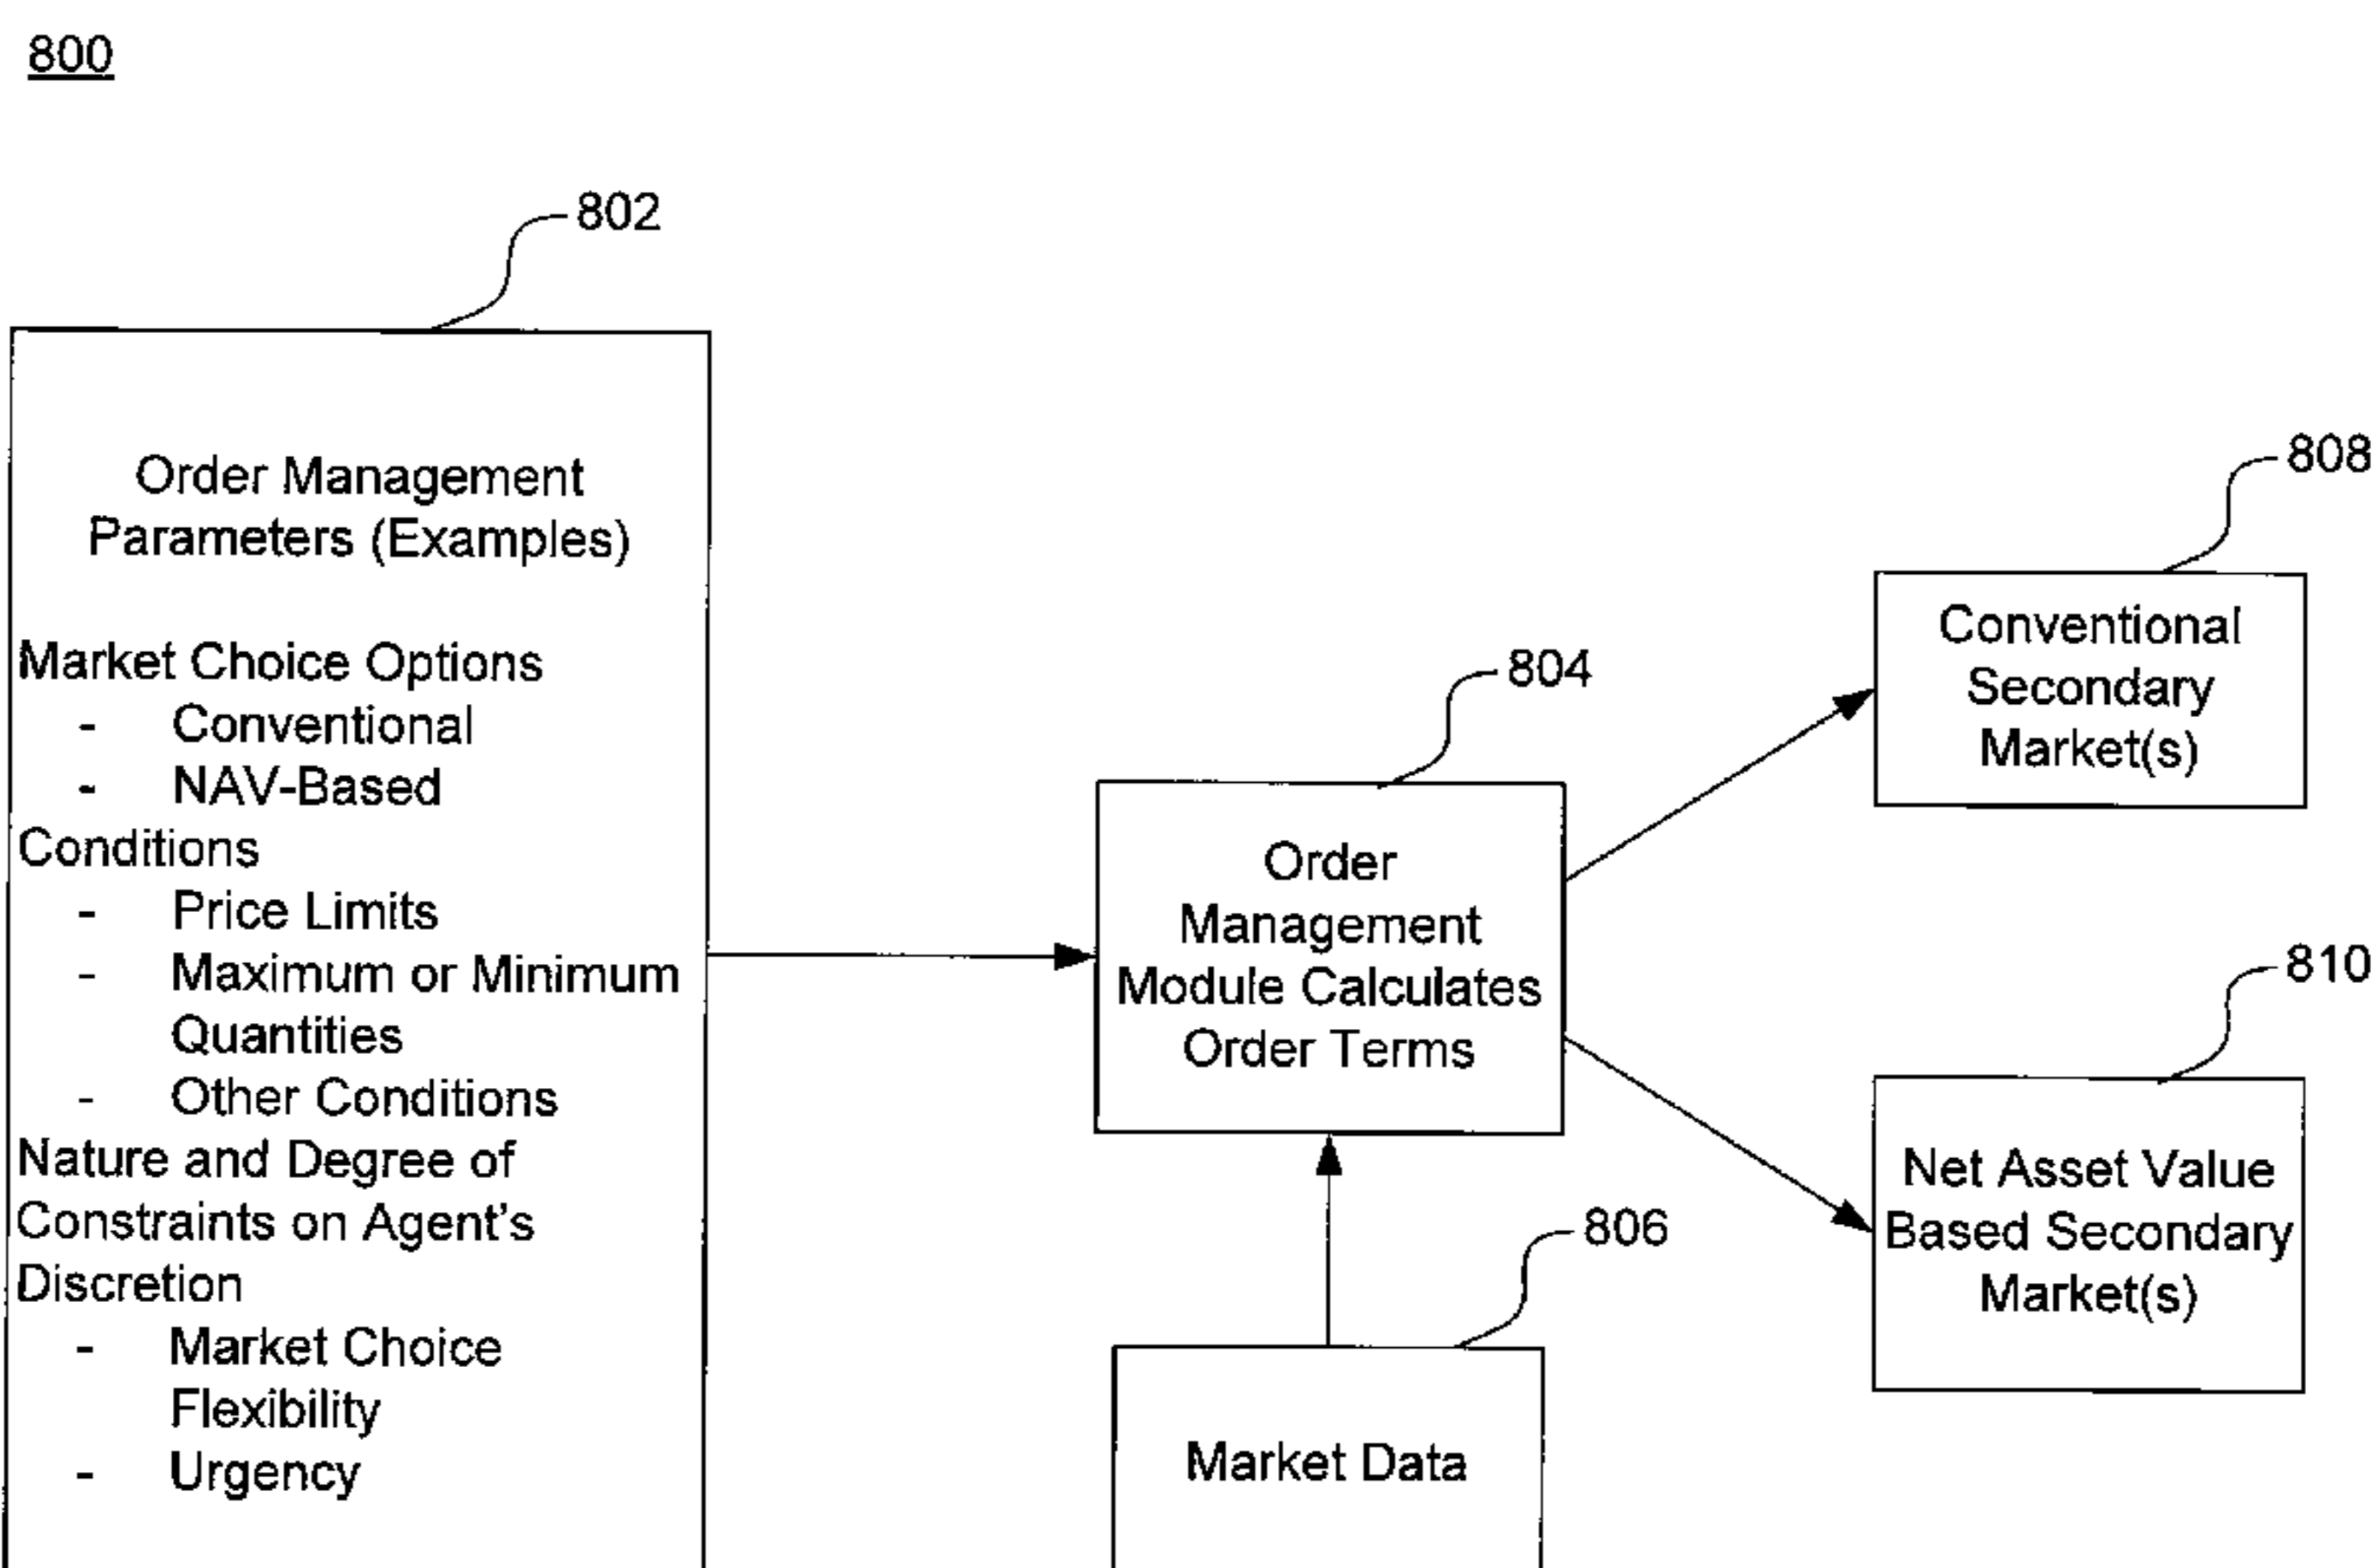 800
802
Order Management
Parameters (Examples)
Market Choice Options
- Conventional
- NAV-Based
Conditions
- Price Limits
- Maximum or Minimum
Quantities
- Other Conditions
Nature and Degree of
Constraints on Agent's
Discretion
- Market Choice
Flexibility
- Urgency
804
Order
Management
Module Calculates
Order Terms
806
Market Data
808
Conventional
Secondary
Market(s)
810
Net Asset Value
Based Secondary
Market(s)